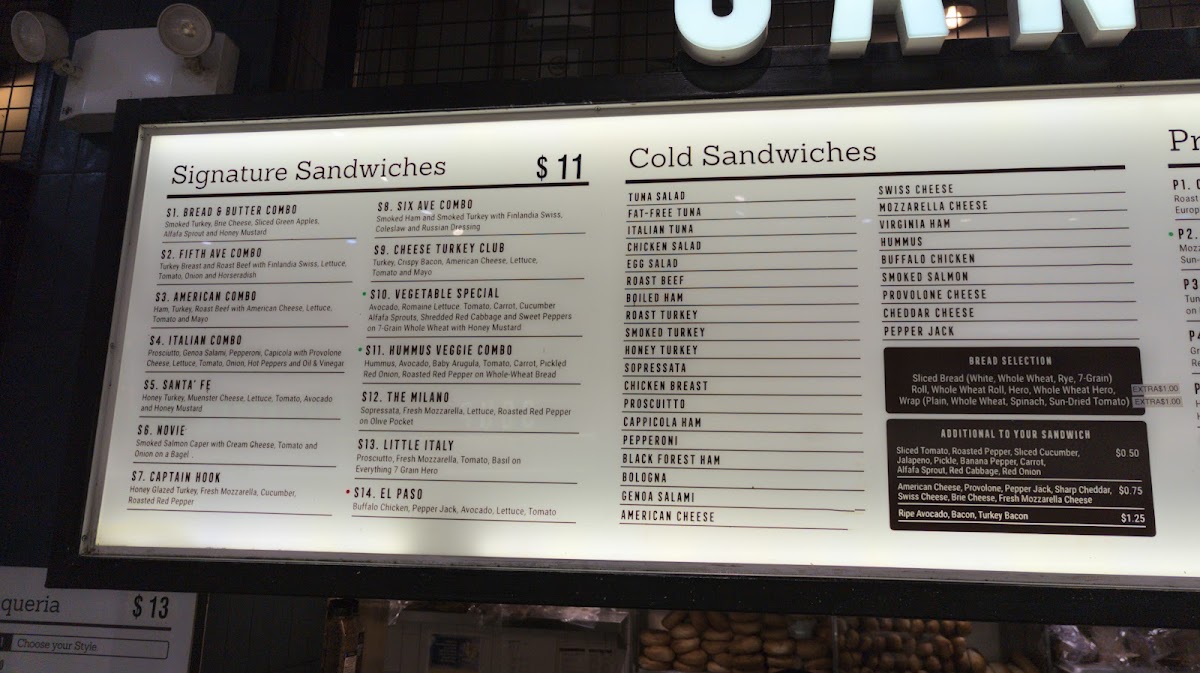 Signature Sandwiches $ 11
S1. BREAD & BUTTER COMBO
Smoked Turkey, Brie Cheese, Sliced Green Apples,
Alfafa Sprout and Honey Mustard
S2. FIFTH AVE COMBO
Turkey Breast and Roast Beef with Finlandia Swiss, Lettuce,
Tomato, Onion and Horseradish
S3. AMERICAN COMBO
Ham, Turkey, Roast Beef with American Cheese, Lettuce,
Tomato and Mayo
S4. ITALIAN COMBO
Prosciutto, Genoa Salami, Pepperoni, Capicola with Provolone
Cheese, Lettuce, Tomato, Onion, Hot Peppers and Oil & Vinegar
S5. SANTA' FE
Honey Turkey, Muenster Cheese, Lettuce, Tomato, Avocado
and Honey Mustard
S6. NOVIE
Smoked Salmon Caper with Cream Cheese, Tomato and
Onion on a Bagel .
S7. CAPTAIN HOOK
Honey Glazed Turkey, Fresh Mozzarella, Cucumber,
Roasted Red Pepper
S8. SIX AVE COMBO
Smoked Ham and Smoked Turkey with Finlandia Swiss,
Coleslaw and Russian Dressing
S9. CHEESE TURKEY CLUB
Turkey, Crispy Bacon, American Cheese, Lettuce,
Tomato and Mayo
S10. VEGETABLE SPECIAL
Avocado, Romaine Lettuce. Tomato, Carrot, Cucumber
Alfafa Sprouts, Shredded Red Cabbage and Sweet Peppers
on 7-Grain Whole Wheat with Honey Mustard
S11. HUMMUS VEGGIE COMBO
Hummus, Avocado, Baby Arugula, Tomato, Carrot, Pickled
Red Onion, Roasted Red Pepper on Whole-Wheat Bread
S12. THE MILANO
Sopressata, Fresh Mozzarella, Lettuce, Roasted Red Pepper
on Olive Pocket
S13. LITTLE ITALY
Prosciutto, Fresh Mozzarella, Tomato, Basil on
Everything 7 Grain Hero
S14. EL PASO
Buffalo Chicken, Pepper Jack, Avocado, Lettuce, Tomato
Cold Sandwiches
TUNA SALAD
FAT-FREE TUNA
ITALIAN TUNA
CHICKEN SALAD
EGG SALAD
ROAST BEEF
BOILED HAM
ROAST TURKEY
SMOKED TURKEY
HONEY TURKEY
SOPRESSATA
CHICKEN BREAST
PROSCUITTO
CAPPICOLA HAM
PEPPERONI
BLACK FOREST HAM
BOLOGNA
GENOA SALAMI
AMERICAN CHEESE
SWISS CHEESE
MOZZARELLA CHEESE
VIRGINIA HAM
HUMMUS
BUFFALO CHICKEN
SMOKED SALMON
PROVOLONE CHEESE
CHEDDAR CHEESE
PEPPER JACK
BREAD SELECTION
Sliced Bread (White, Whole Wheat, Rye, 7-Grain)
Roll, Whole Wheat Roll, Hero, Whole Wheat Hero, EXTRA$1.00
Wrap (Plain, Whole Wheat, Spinach, Sun-Dried Tomato) EXTRA$1.00
ADDITIONAL TO YOUR SANDWICH
Sliced Tomato, Roasted Pepper, Sliced Cucumber, $0.50
Jalapeno, Pickle, Banana Pepper, Carrot,
Alfafa Sprout, Red Cabbage, Red Onion
American Cheese, Provolone, Pepper Jack, Sharp Cheddar, $0.75
Swiss Cheese, Brie Cheese, Fresh Mozzarella Cheese
Ripe Avocado, Bacon, Turkey Bacon $1.25
P1.
Roast
Europ
P2.
Mozz
Sun-
P3
Tun
on
P4
queria $ 13
Choose your Style